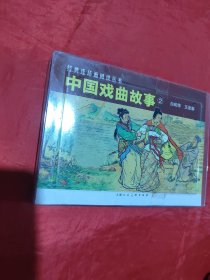 经典连环画阅读丛书
中国戏曲故事 2
上海人民美术出版社